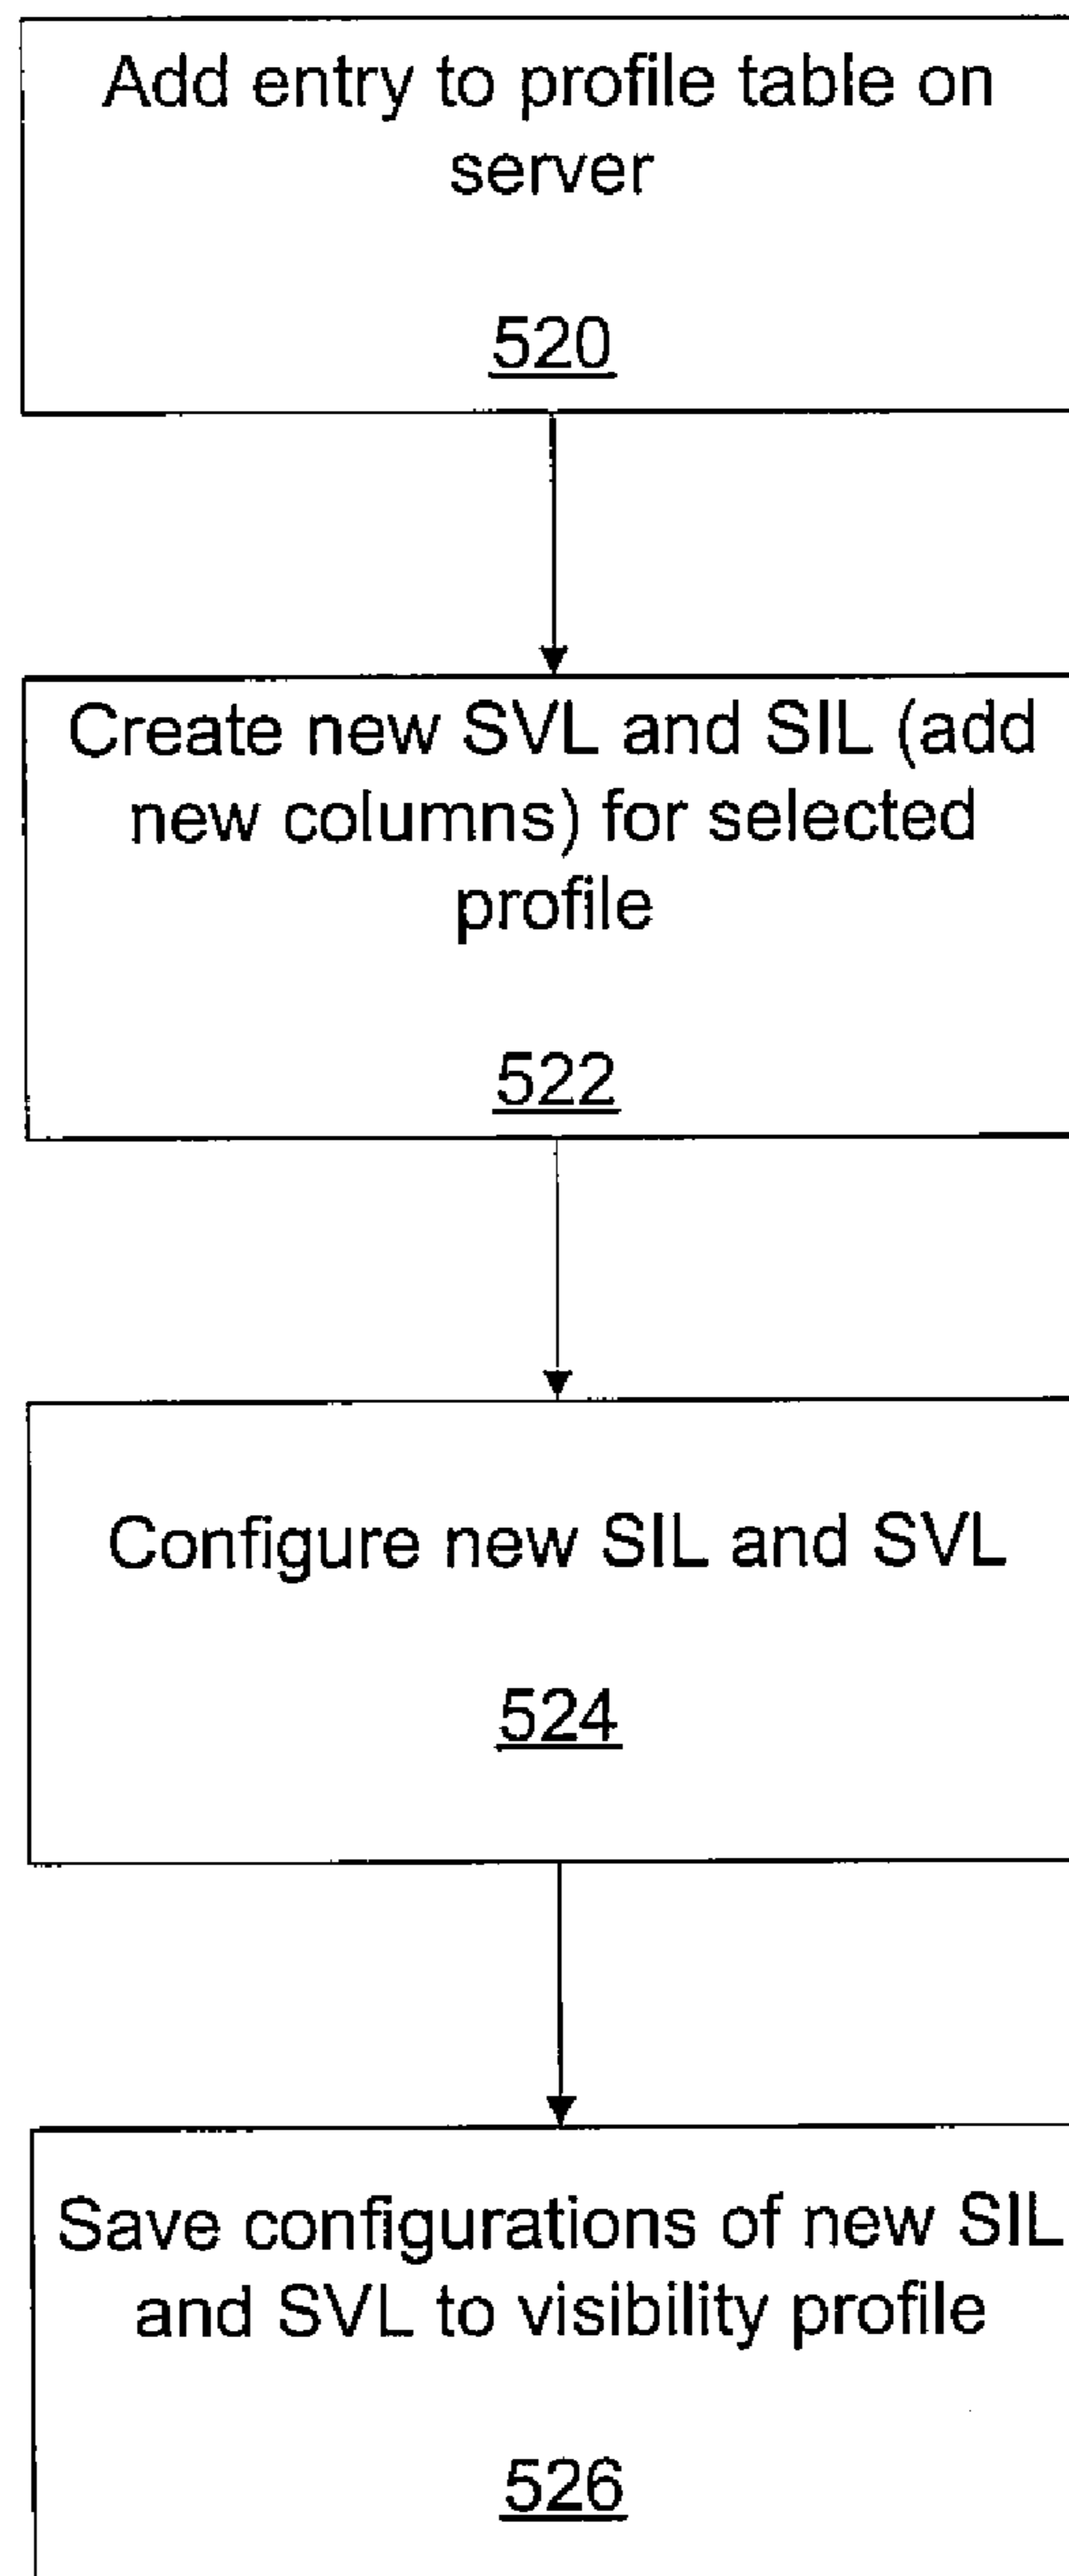 Add entry to profile table on
server
520
Create new SVL and SIL (add
new columns) for selected
profile
522
Configure new SIL and SVL
524
Save configurations of new SIL
and SVL to visibility profile
526